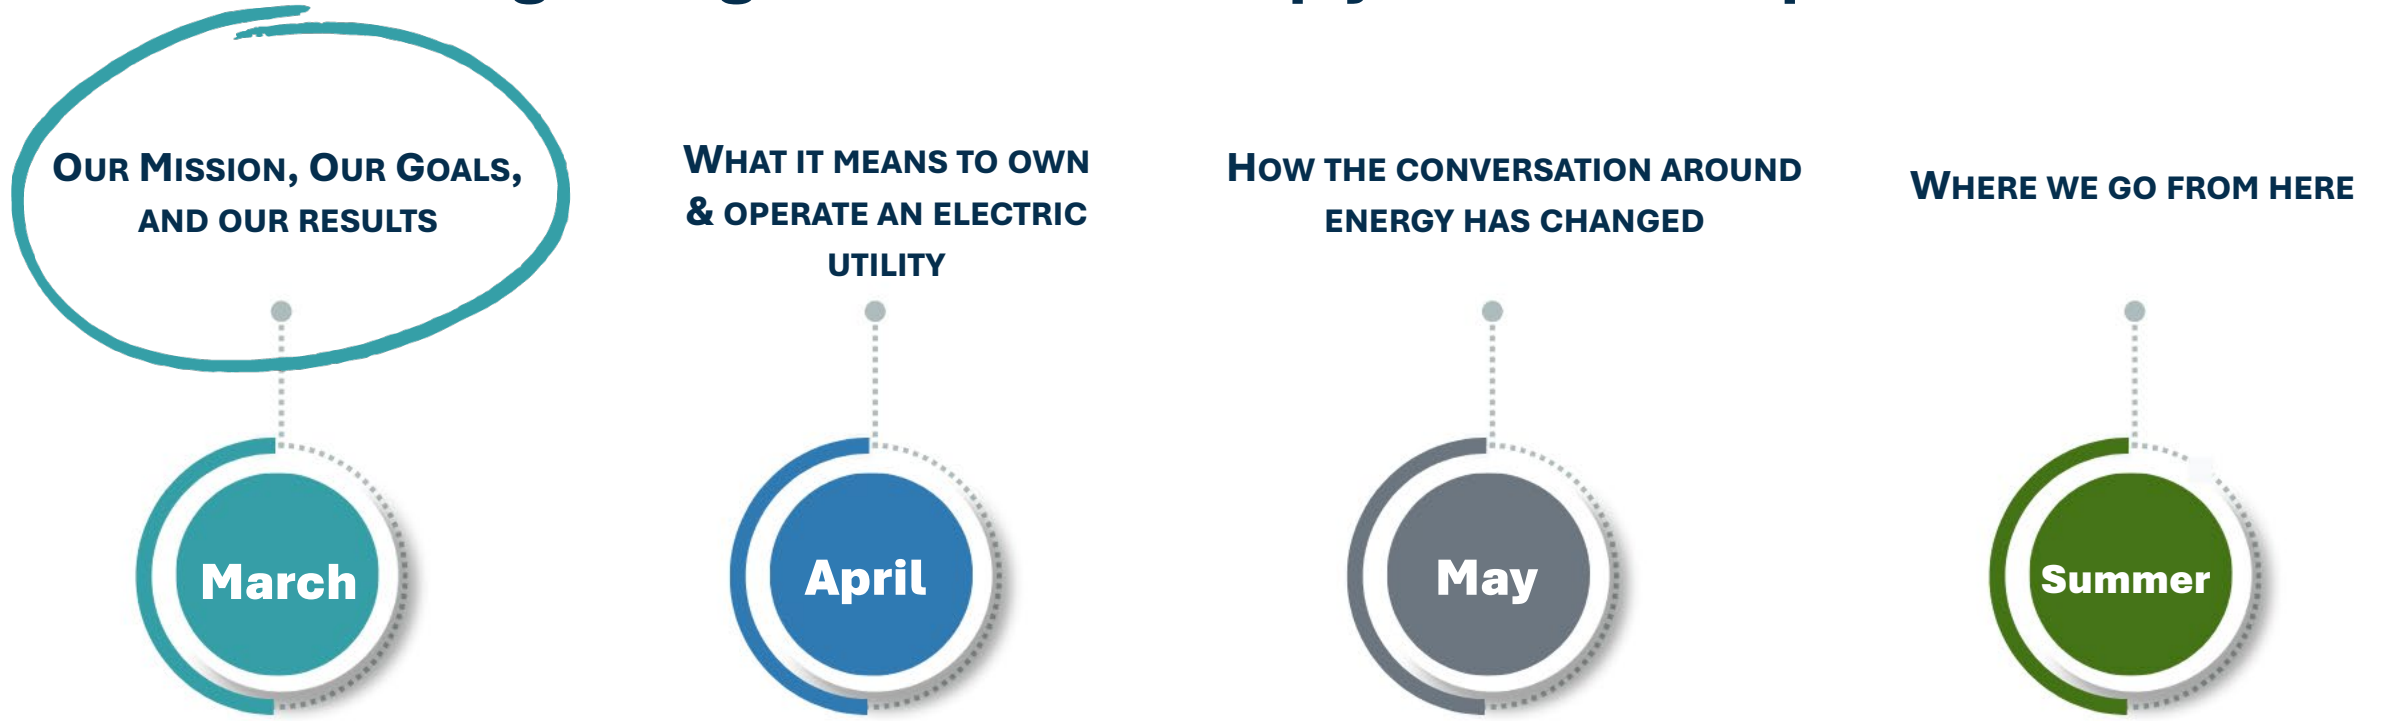 Our Mission, Our Goals,
and our results
What it means to own
& operate an electric
utility
How the conversation around
energy has changed
Where we go from here
March
April
May
Summer